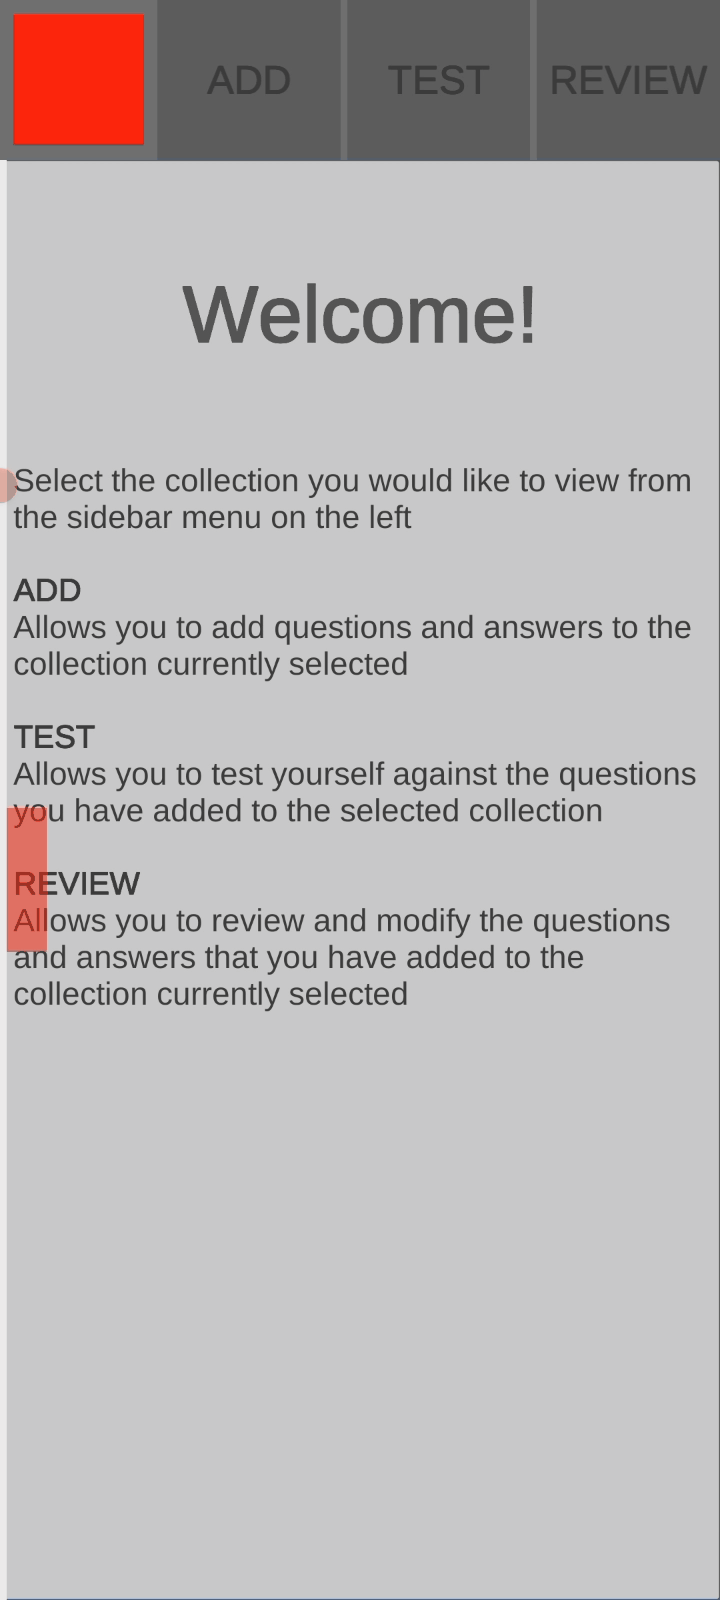 ADD TEST REVIEW
Welcome!
Select the collection you would like to view from
the sidebar menu on the left
ADD
Allows you to add questions and answers to the
collection currently selected
TEST
Allows you to test yourself against the questions
you have added to the selected collection
REVIEW
Allows you to review and modify the questions
and answers that you have added to the
collection currently selected